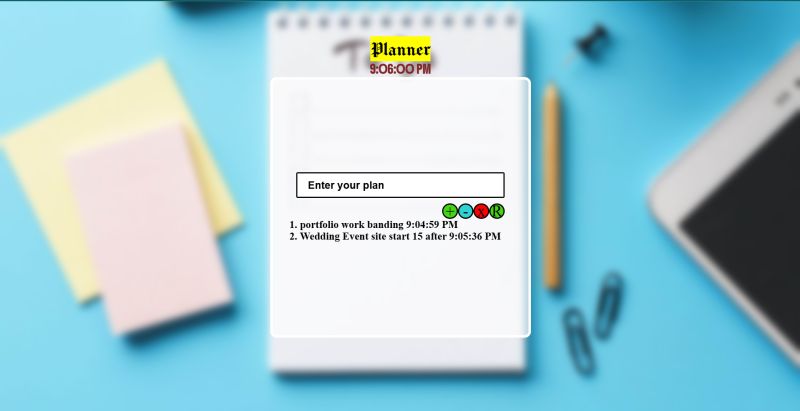 Planner
9:06:00 PM
Enter your plan
+ - x R
1. portfolio work banding 9:04:59 PM
2. Wedding Event site start 15 after 9:05:36 PM